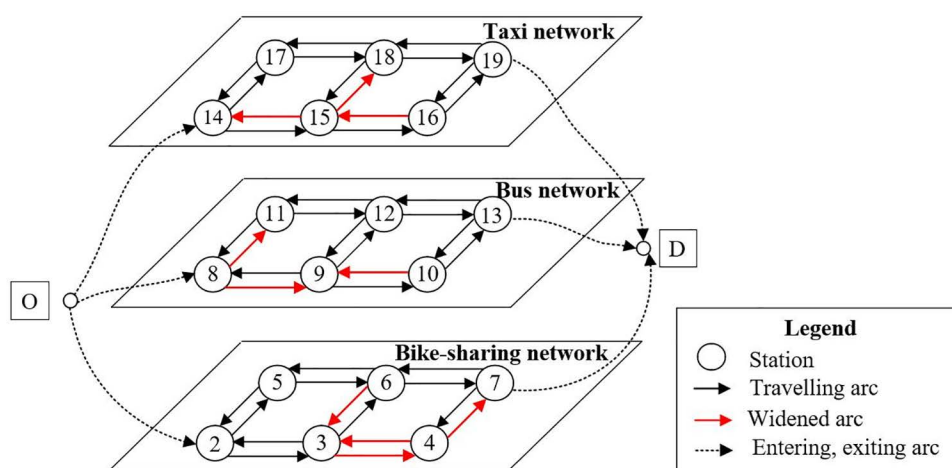 Taxi network
17 18 19
14 15 16
Bus network
11 12 13
8 9 10
O
D
Bike-sharing network
5 6 7
2 3 4
Legend
Station
Travelling arc
Widened arc
Entering, exiting arc